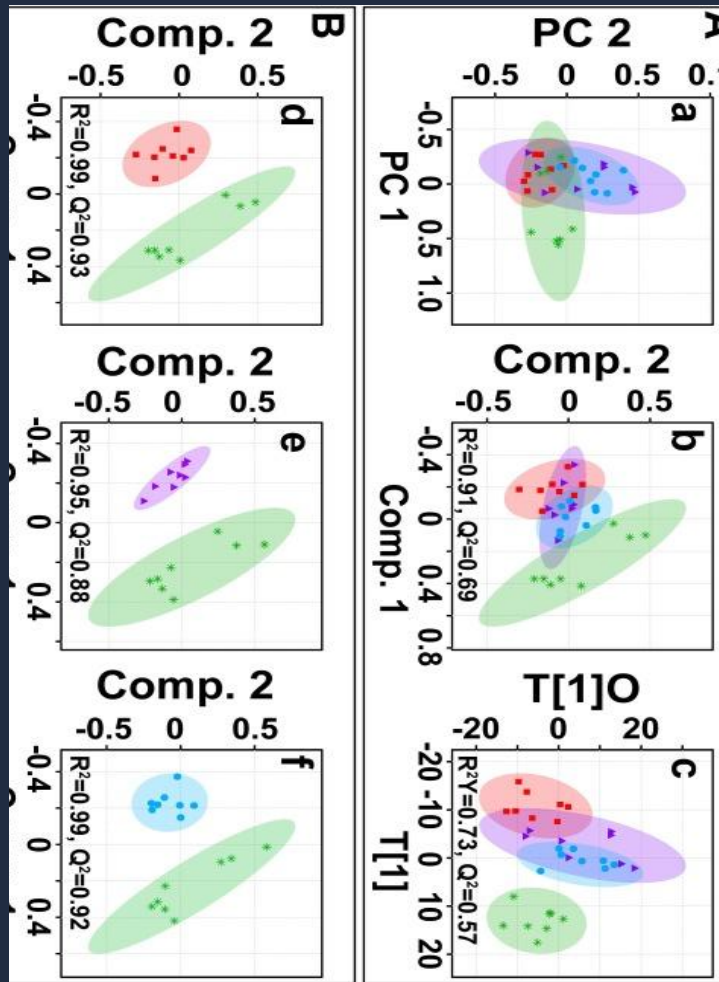 A
PC 2
-0.5 0 0.5
a
-0.5 0 0.5 1.0
PC 1
Comp. 2
-0.5 0 0.5
b
R²=0.91, Q²=0.69
-0.4 0 0.4 0.8
Comp. 1
T[1]O
-20 0 20
c
R²Y=0.73, Q²=0.57
-20 -10 0 10 20
T[1]
B
Comp. 2
-0.5 0 0.5
d
R²=0.99, Q²=0.93
-0.4 0 0.4
Comp. 2
-0.5 0 0.5
e
R²=0.95, Q²=0.88
-0.4 0 0.4
Comp. 2
-0.5 0 0.5
f
R²=0.99, Q²=0.92
-0.4 0 0.4